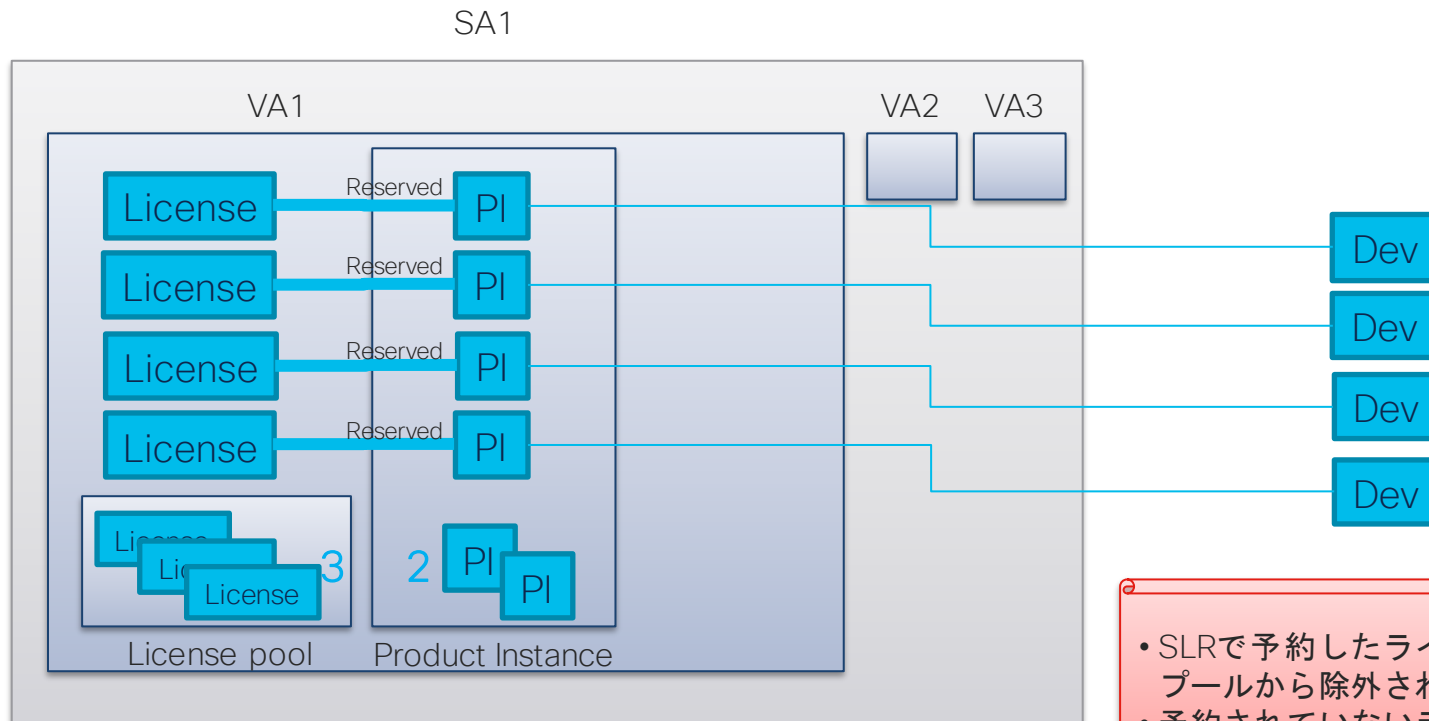 SA1
VA1
VA2
VA3
License
Reserved
PI
Dev
License
Reserved
PI
Dev
License
Reserved
PI
Dev
License
Reserved
PI
Dev
License
3
2
PI
PI
License pool
Product Instance
• SLRで予約したライ
プールから除外され